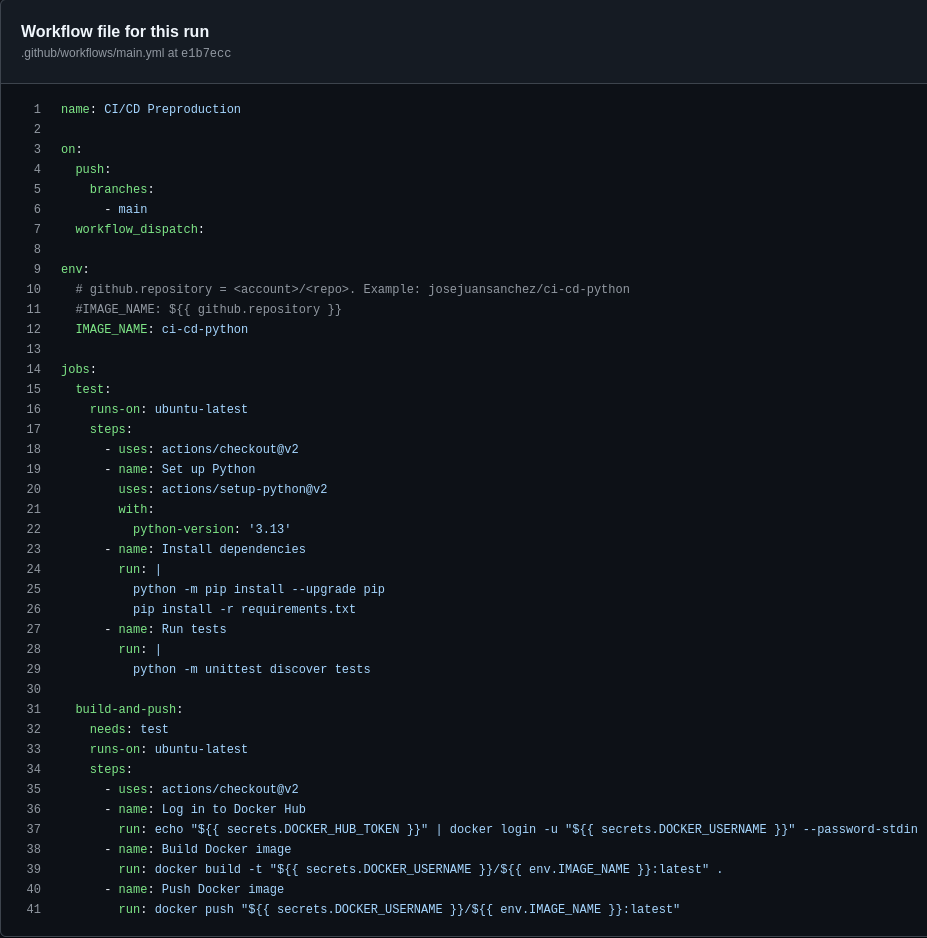 Workflow file for this run
.github/workflows/main.yml at e1b7ecc
1 name: CI/CD Preproduction
2
3 on:
4   push:
5     branches:
6       - main
7   workflow_dispatch:
8
9 env:
10   # github.repository = <account>/<repo>. Example: josejuansanchez/ci-cd-python
11   #IMAGE_NAME: ${{ github.repository }}
12   IMAGE_NAME: ci-cd-python
13
14 jobs:
15   test:
16     runs-on: ubuntu-latest
17     steps:
18       - uses: actions/checkout@v2
19       - name: Set up Python
20         uses: actions/setup-python@v2
21         with:
22           python-version: '3.13'
23       - name: Install dependencies
24         run: |
25           python -m pip install --upgrade pip
26           pip install -r requirements.txt
27       - name: Run tests
28         run: |
29           python -m unittest discover tests
30
31   build-and-push:
32     needs: test
33     runs-on: ubuntu-latest
34     steps:
35       - uses: actions/checkout@v2
36       - name: Log in to Docker Hub
37         run: echo "${{ secrets.DOCKER_HUB_TOKEN }}" | docker login -u "${{ secrets.DOCKER_USERNAME }}" --password-stdin
38       - name: Build Docker image
39         run: docker build -t "${{ secrets.DOCKER_USERNAME }}/${{ env.IMAGE_NAME }}:latest" .
40       - name: Push Docker image
41         run: docker push "${{ secrets.DOCKER_USERNAME }}/${{ env.IMAGE_NAME }}:latest"